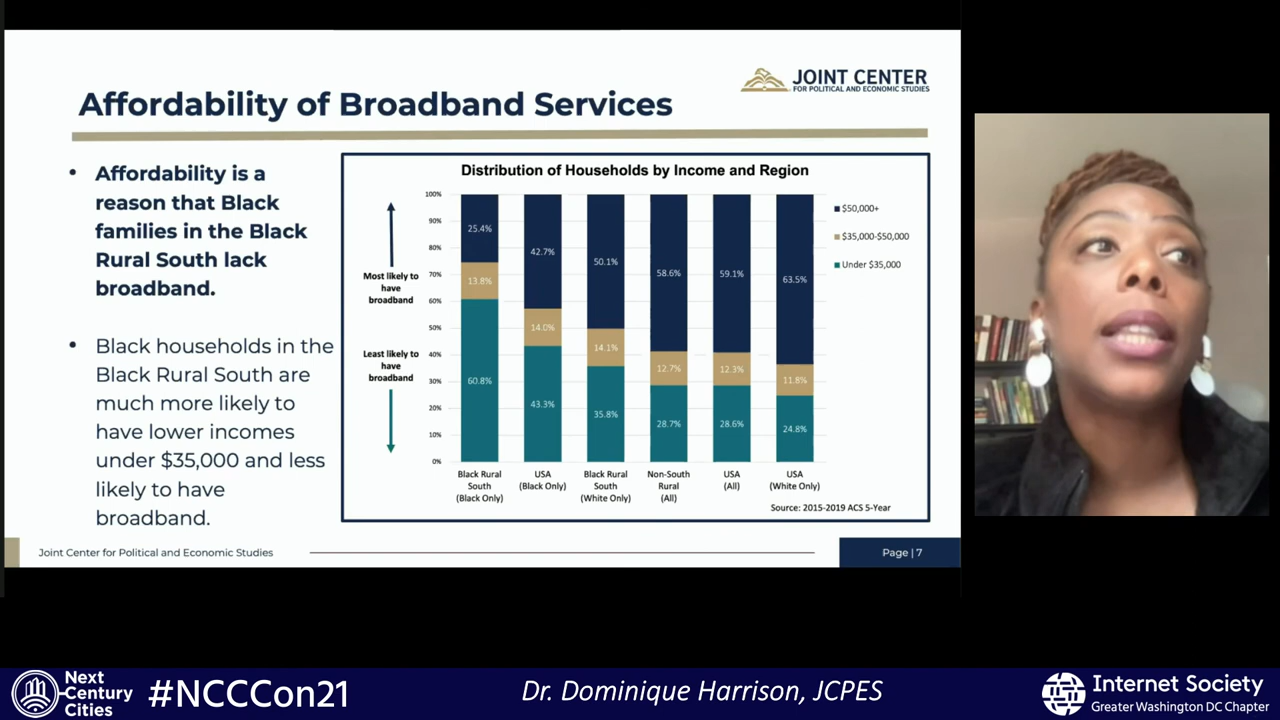 Affordability of Broadband Services
JOINT CENTER
FOR POLITICAL AND ECONOMIC STUDIES
• Affordability is a
reason that Black
families in the Black
Rural South lack
broadband.
• Black households in the
Black Rural South are
much more likely to
have lower incomes
under $35,000 and less
likely to have
broadband.
Distribution of Households by Income and Region
100%
90%
80%
70%
60%
50%
40%
30%
20%
10%
0%
Most likely to
have
broadband
Least likely to
have
broadband
25.4%
13.8%
60.8%
42.7%
14.0%
43.3%
50.1%
14.1%
35.8%
58.6%
12.7%
28.7%
59.1%
12.3%
28.6%
63.5%
11.8%
24.8%
$50,000+
$35,000-$50,000
Under $35,000
Black Rural
South
(Black Only)
USA
(Black Only)
Black Rural
South
(White Only)
Non-South
Rural
(All)
USA
(All)
USA
(White Only)
Source: 2015-2019 ACS 5-Year
Joint Center for Political and Economic Studies
Page | 7
Next
Century
Cities
#NCCCon21
Dr. Dominique Harrison, JCPES
Internet Society
Greater Washington DC Chapter